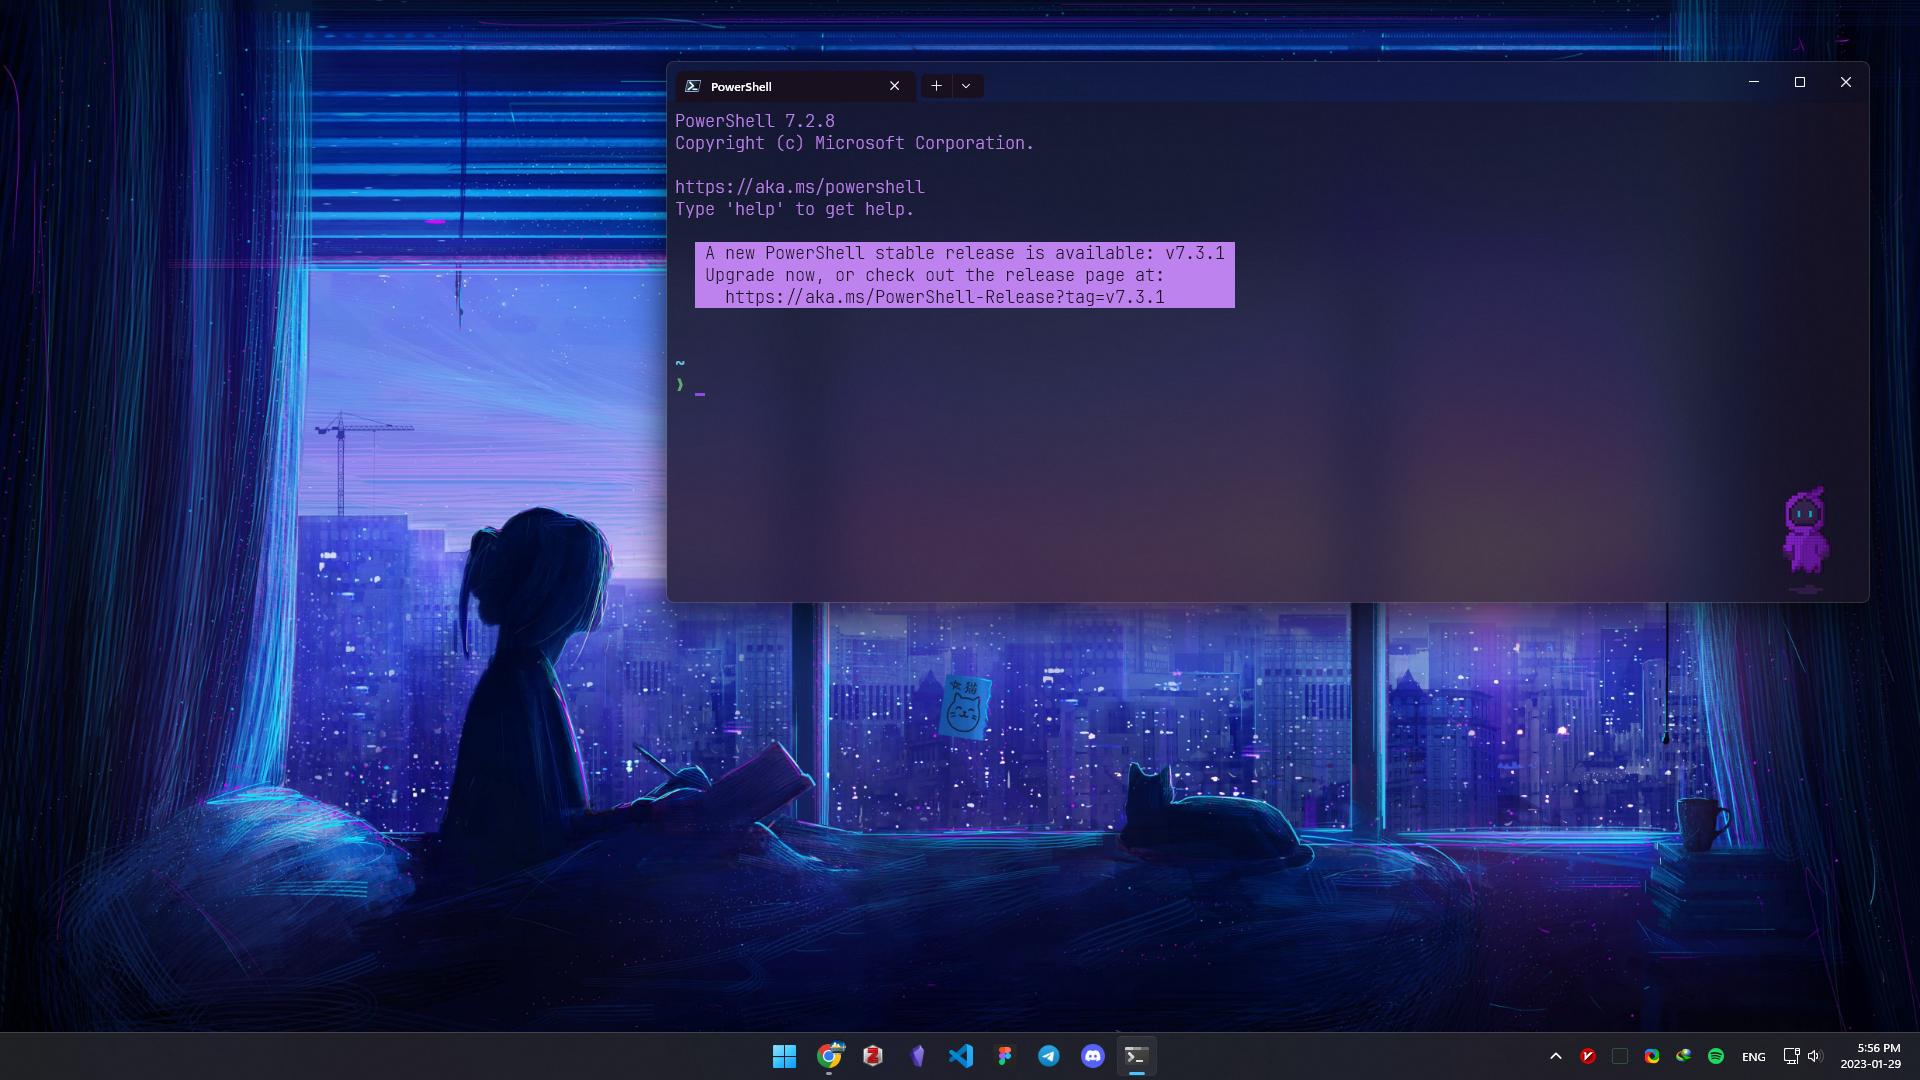 PowerShell
PowerShell 7.2.8
Copyright (c) Microsoft Corporation.
https://aka.ms/powershell
Type 'help' to get help.
A new PowerShell stable release is available: v7.3.1
Upgrade now, or check out the release page at:
https://aka.ms/PowerShell-Release?tag=v7.3.1
~
❯
猫
ENG
5:56 PM
2023-01-29